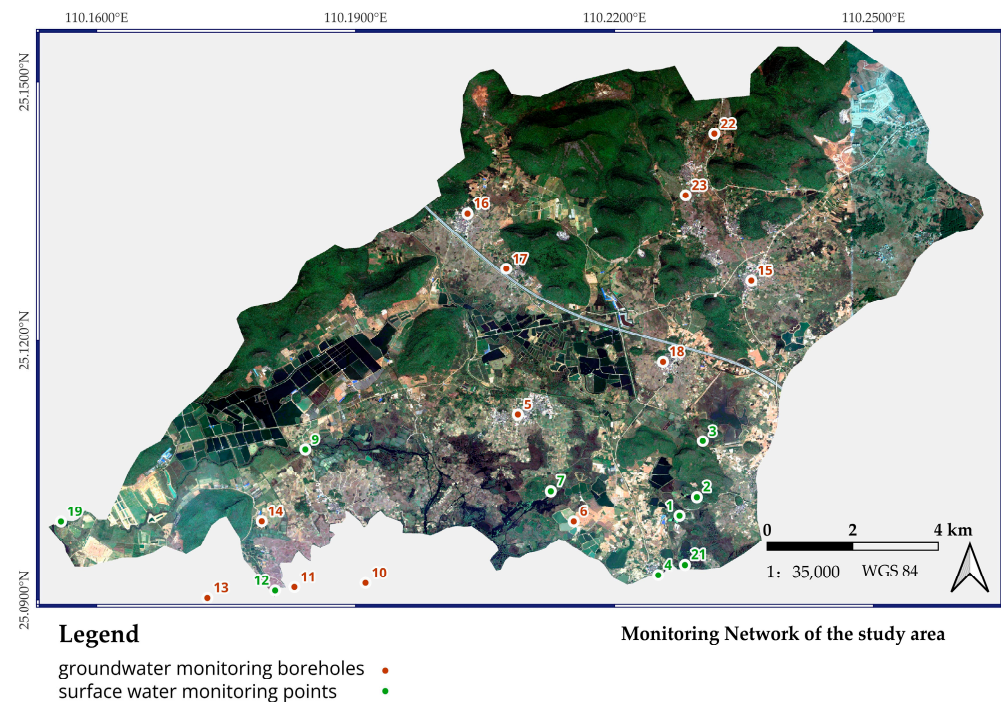 110.1600°E 110.1900°E 110.2200°E 110.2500°E
25.1500°N
25.1200°N
25.0900°N
22
23
16
17
15
18
5
3
9
7
2
19
14
6
1
21
4
12
11
10
13
0 2 4 km
1: 35,000 WGS 84
Legend
Monitoring Network of the study area
groundwater monitoring boreholes
surface water monitoring points